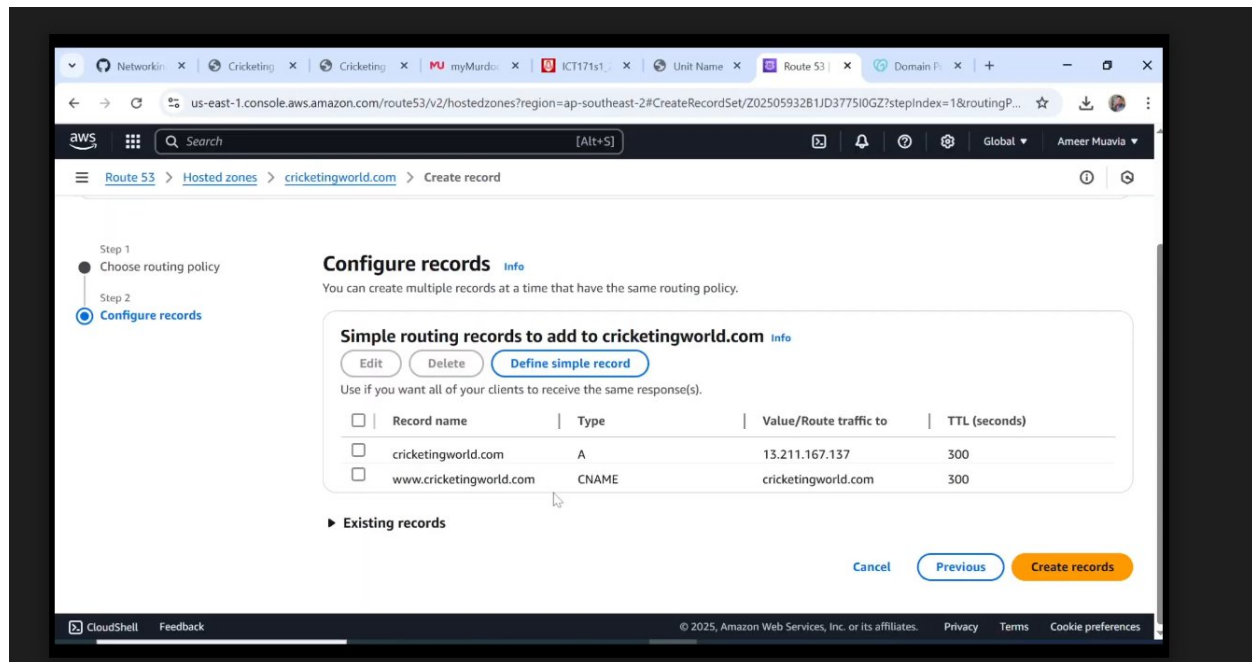 Networkin
Cricketing
Cricketing
MU myMurdoc
ICT171s1_2
Unit Name
Route 53 |
Domain Pr
us-east-1.console.aws.amazon.com/route53/v2/hostedzones?region=ap-southeast-2#CreateRecordSet/Z02505932B1JD3775I0GZ?stepIndex=1&routingP...
aws Search [Alt+S] Global Ameer Muavia
Route 53 > Hosted zones > cricketingworld.com > Create record
Step 1
Choose routing policy
Step 2
Configure records
Configure records Info
You can create multiple records at a time that have the same routing policy.
Simple routing records to add to cricketingworld.com Info
Edit Delete Define simple record
Use if you want all of your clients to receive the same response(s).
Record name Type Value/Route traffic to TTL (seconds)
cricketingworld.com A 13.211.167.137 300
www.cricketingworld.com CNAME cricketingworld.com 300
Existing records
Cancel Previous Create records
CloudShell Feedback © 2025, Amazon Web Services, Inc. or its affiliates. Privacy Terms Cookie preferences